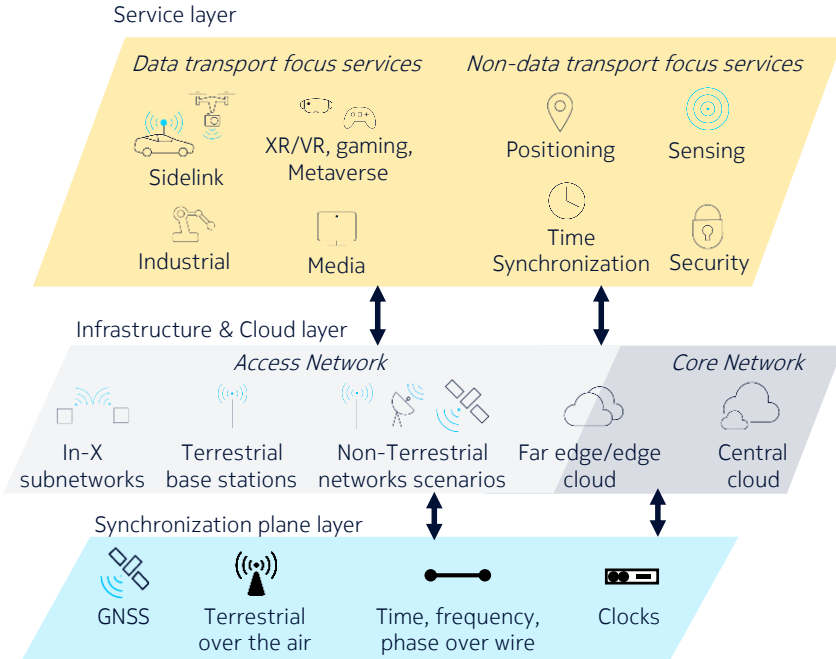 Service layer
Data transport focus services
Non-data transport focus services
Sidelink
XR/VR, gaming,
Metaverse
Positioning
Sensing
Industrial
Media
Time
Synchronization
Security
Infrastructure & Cloud layer
Access Network
Core Network
In-X
subnetworks
Terrestrial
base stations
Non-Terrestrial
networks scenarios
Far edge/edge
cloud
Central
cloud
Synchronization plane layer
GNSS
Terrestrial
over the air
Time, frequency,
phase over wire
Clocks